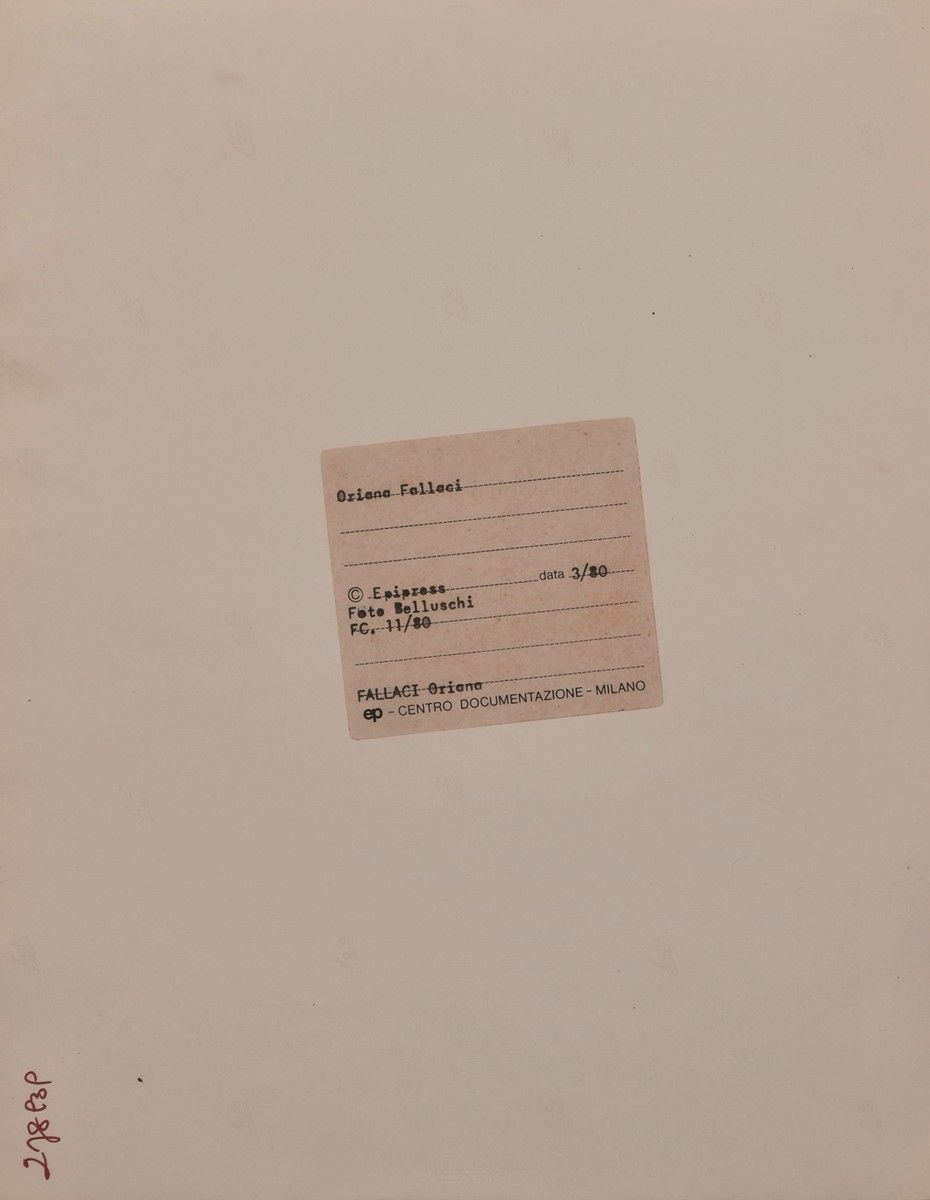 Oriana Fallaci
data 3/80
© Epipress
Foto Belluschi
FC. 11/80
FALLACI Oriana
ep - CENTRO DOCUMENTAZIONE - MILANO